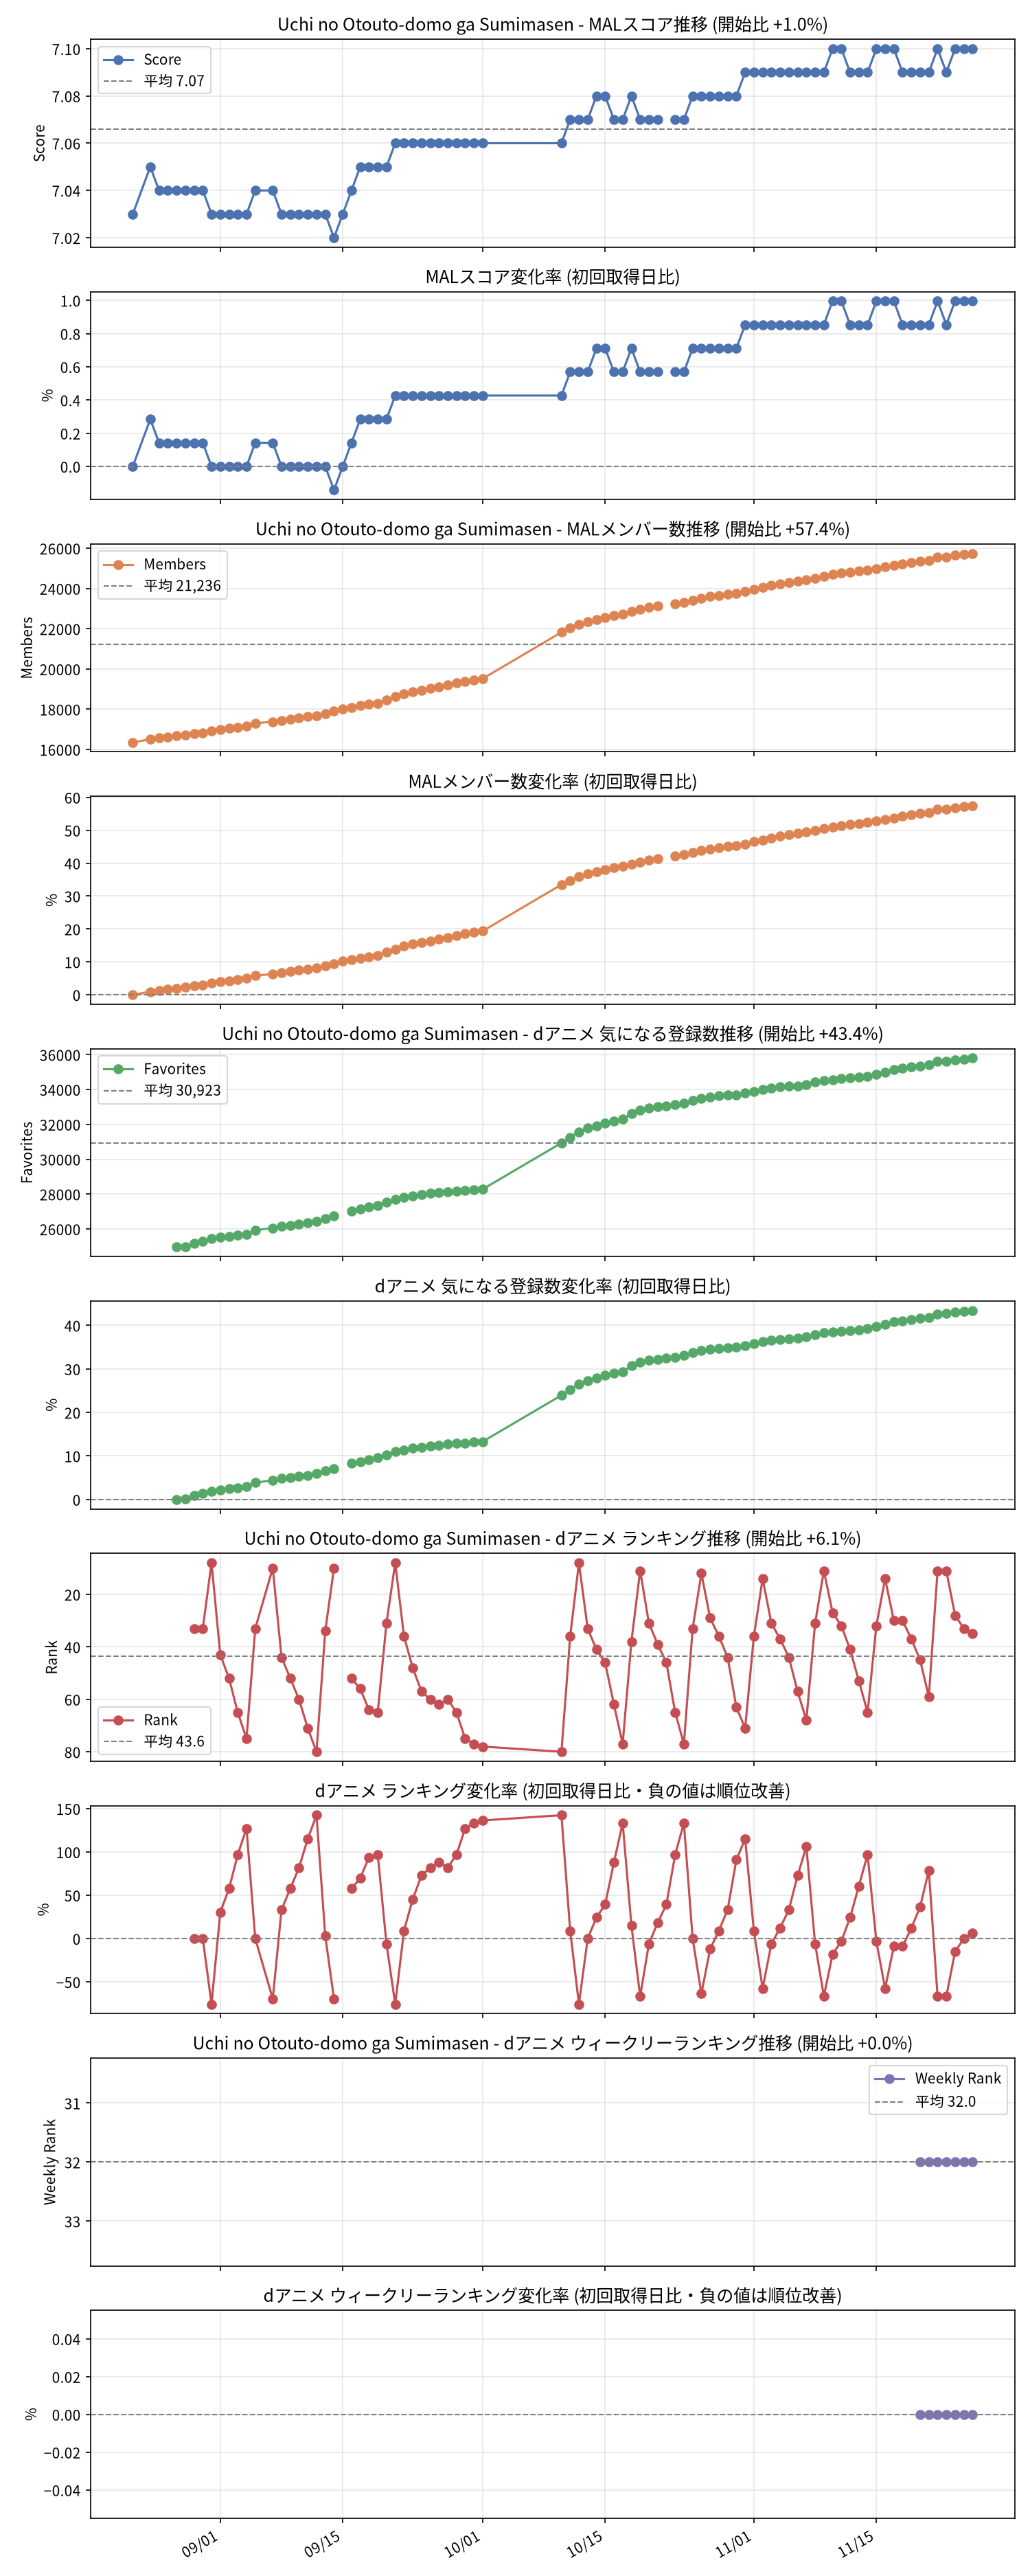 Uchi no Otouto-domo ga Sumimasen - MALスコア推移 (開始比 +1.0%)
7.10
7.08
7.06
7.04
7.02
Score
Score
平均 7.07
MALスコア変化率 (初回取得日比)
1.0
0.8
0.6
0.4
0.2
0.0
%
Uchi no Otouto-domo ga Sumimasen - MALメンバー数推移 (開始比 +57.4%)
26000
24000
22000
20000
18000
16000
Members
Members
平均 21,236
MALメンバー数変化率 (初回取得日比)
60
50
40
30
20
10
0
%
Uchi no Otouto-domo ga Sumimasen - dアニメ 気になる登録数推移 (開始比 +43.4%)
36000
34000
32000
30000
28000
26000
Favorites
Favorites
平均 30,923
dアニメ 気になる登録数変化率 (初回取得日比)
40
30
20
10
0
%
Uchi no Otouto-domo ga Sumimasen - dアニメ ランキング推移 (開始比 +6.1%)
20
40
60
80
Rank
Rank
平均 43.6
dアニメ ランキング変化率 (初回取得日比・負の値は順位改善)
150
100
50
0
−50
%
Uchi no Otouto-domo ga Sumimasen - dアニメ ウィークリーランキング推移 (開始比 +0.0%)
31
32
33
Weekly Rank
Weekly Rank
平均 32.0
dアニメ ウィークリーランキング変化率 (初回取得日比・負の値は順位改善)
0.04
0.02
0.00
−0.02
−0.04
%
09/01
09/15
10/01
10/15
11/01
11/15